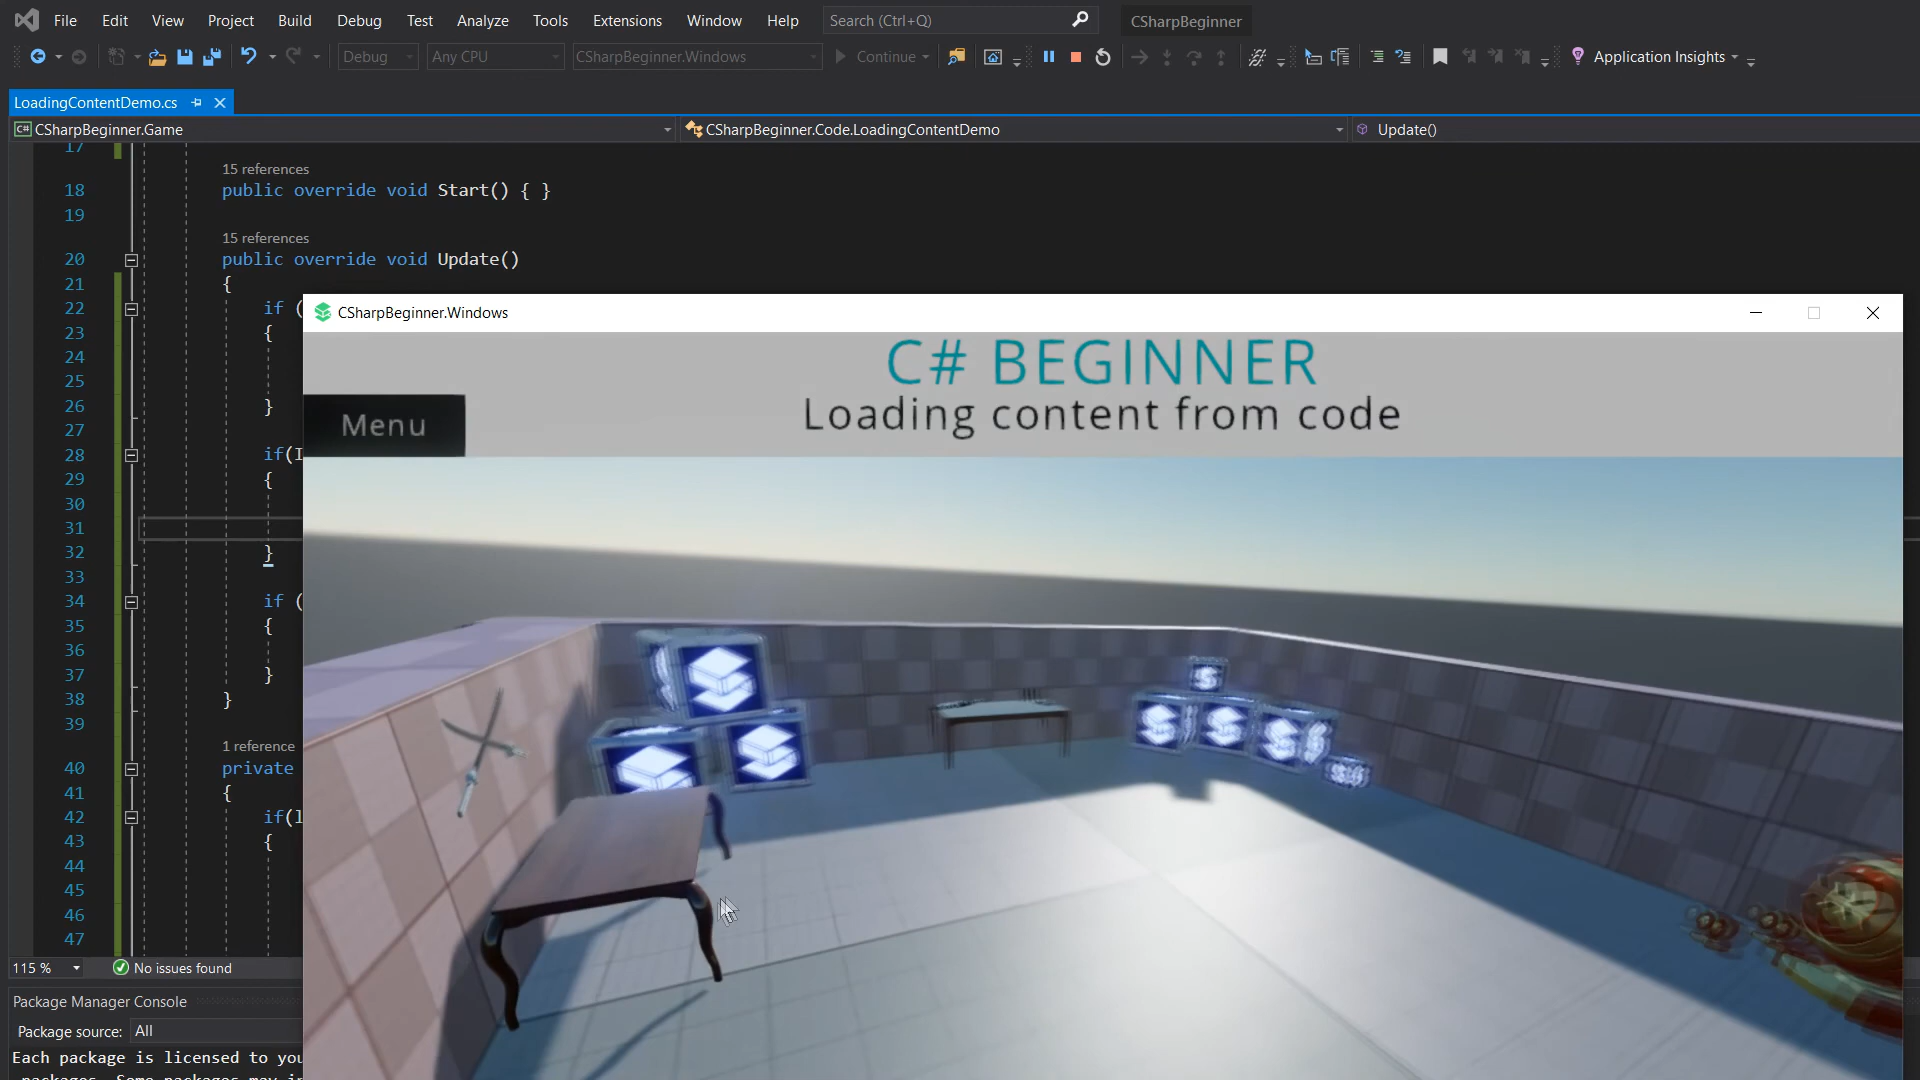 File Edit View Project Build Debug Test Analyze Tools Extensions Window Help Search (Ctrl+Q) CSharpBeginner
Debug Any CPU CSharpBeginner.Windows Continue Application Insights
LoadingContentDemo.cs
C# CSharpBeginner.Game CSharpBeginner.Code.LoadingContentDemo Update()
17
15 references
18 public override void Start() { }
19
15 references
20 public override void Update()
21 {
22 if (
23 {
24
25
26 }
27
28 if(I
29 {
30
31
32 }
33
34 if (
35 {
36
37 }
38 }
39
1 reference
40 private
41 {
42 if(l
43 {
44
45
46
47
115 % No issues found
Package Manager Console
Package source: All
Each package is licensed to you
packages. Some packages may in
CSharpBeginner.Windows
C# BEGINNER
Loading content from code
Menu